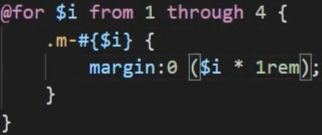 @for $i from 1 through 4 {
.m-#{$i} {
margin:0 ($i * 1rem);
}
}